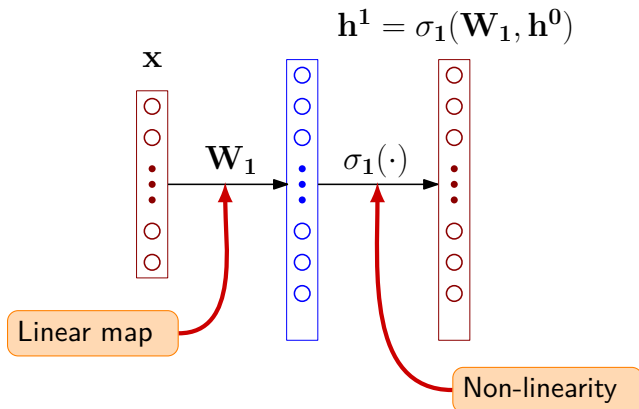 𝐡¹ = σ₁(𝐖₁, 𝐡⁰)
𝐱
𝐖₁
σ₁(·)
Linear map
Non-linearity